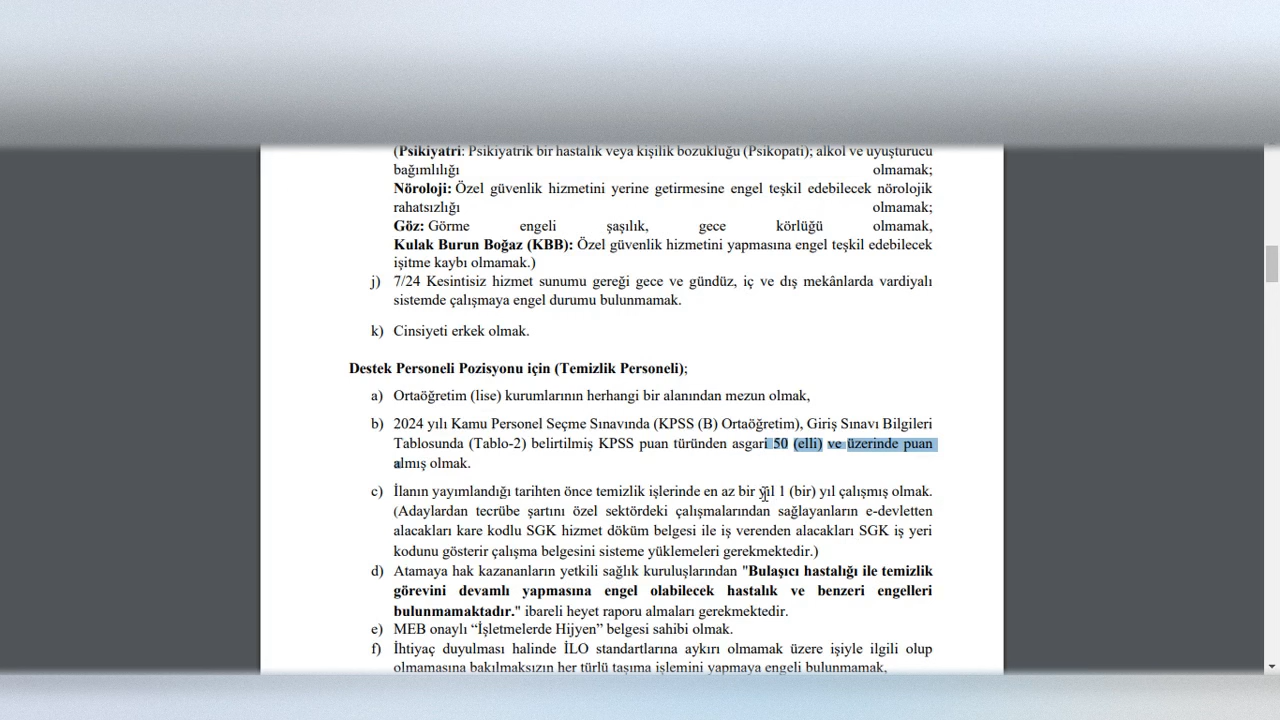 (Psikiyatri: Psikiyatrik bir hastalık veya kişilik bozukluğu (Psikopati); alkol ve uyuşturucu
bağımlılığı olmamak;
Nöroloji: Özel güvenlik hizmetini yerine getirmesine engel teşkil edebilecek nörolojik
rahatsızlığı olmamak;
Göz: Görme engeli şaşılık, gece körlüğü olmamak,
Kulak Burun Boğaz (KBB): Özel güvenlik hizmetini yapmasına engel teşkil edebilecek
işitme kaybı olmamak.)
j) 7/24 Kesintisiz hizmet sunumu gereği gece ve gündüz, iç ve dış mekânlarda vardiyalı
sistemde çalışmaya engel durumu bulunmamak.
k) Cinsiyeti erkek olmak.
Destek Personeli Pozisyonu için (Temizlik Personeli);
a) Ortaöğretim (lise) kurumlarının herhangi bir alanından mezun olmak,
b) 2024 yılı Kamu Personel Seçme Sınavında (KPSS (B) Ortaöğretim), Giriş Sınavı Bilgileri
Tablosunda (Tablo-2) belirtilmiş KPSS puan türünden asgari 50 (elli) ve üzerinde puan
almış olmak.
c) İlanın yayımlandığı tarihten önce temizlik işlerinde en az bir yıl 1 (bir) yıl çalışmış olmak.
(Adaylardan tecrübe şartını özel sektördeki çalışmalarından sağlayanların e-devletten
alacakları kare kodlu SGK hizmet döküm belgesi ile iş verenden alacakları SGK iş yeri
kodunu gösterir çalışma belgesini sisteme yüklemeleri gerekmektedir.)
d) Atamaya hak kazananların yetkili sağlık kuruluşlarından "Bulaşıcı hastalığı ile temizlik
görevini devamlı yapmasına engel olabilecek hastalık ve benzeri engelleri
bulunmamaktadır." ibareli heyet raporu almaları gerekmektedir.
e) MEB onaylı “İşletmelerde Hijyen” belgesi sahibi olmak.
f) İhtiyaç duyulması halinde İLO standartlarına aykırı olmamak üzere işiyle ilgili olup
olmamasına bakılmaksızın her türlü taşıma işlemini yapmaya engeli bulunmamak,